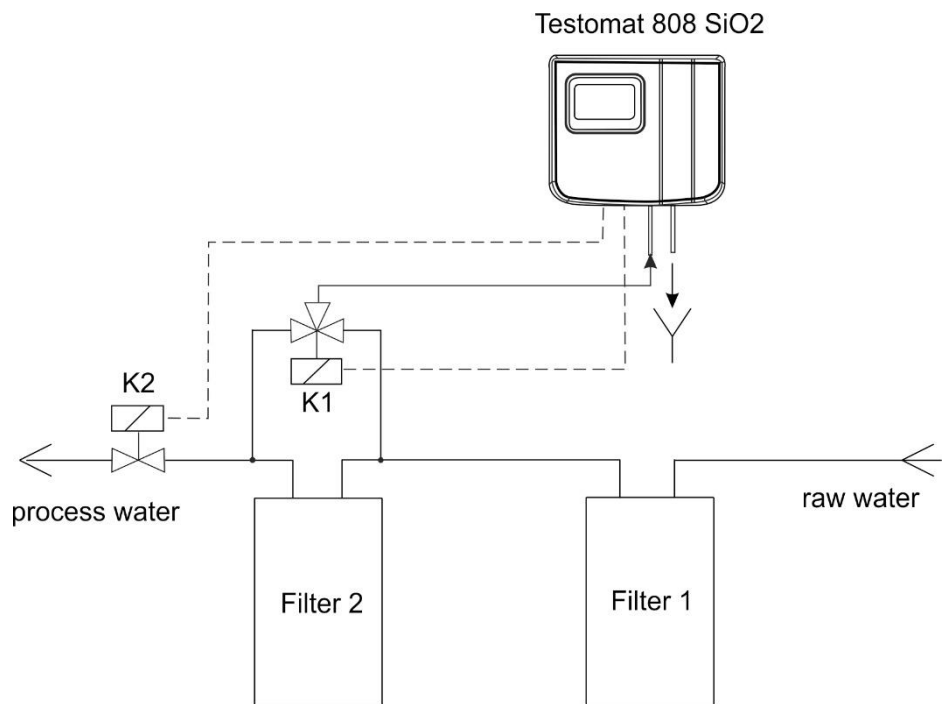 Testomat 808 SiO2
K2
K1
process water
raw water
Filter 2
Filter 1